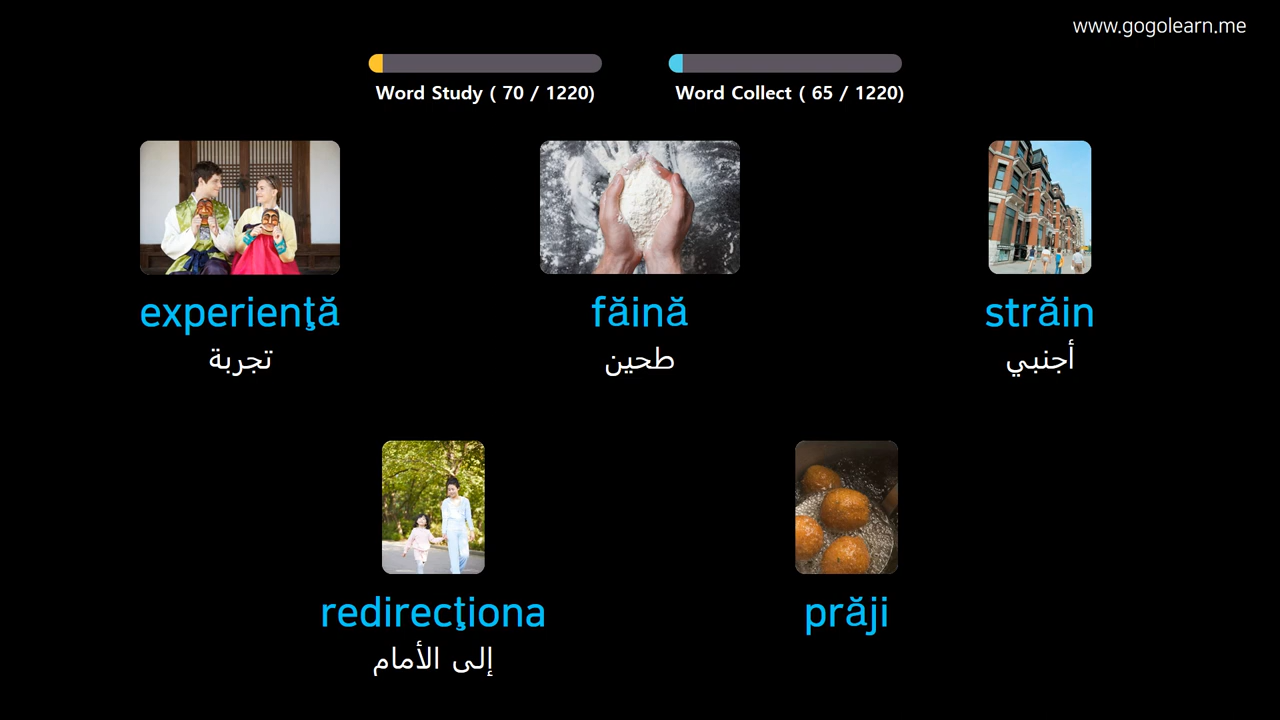 www.gogolearn.me
Word Study ( 70 / 1220)
Word Collect ( 65 / 1220)
experienţă
تجربة
făină
طحين
străin
أجنبي
redirecţiona
إلى الأمام
prăji